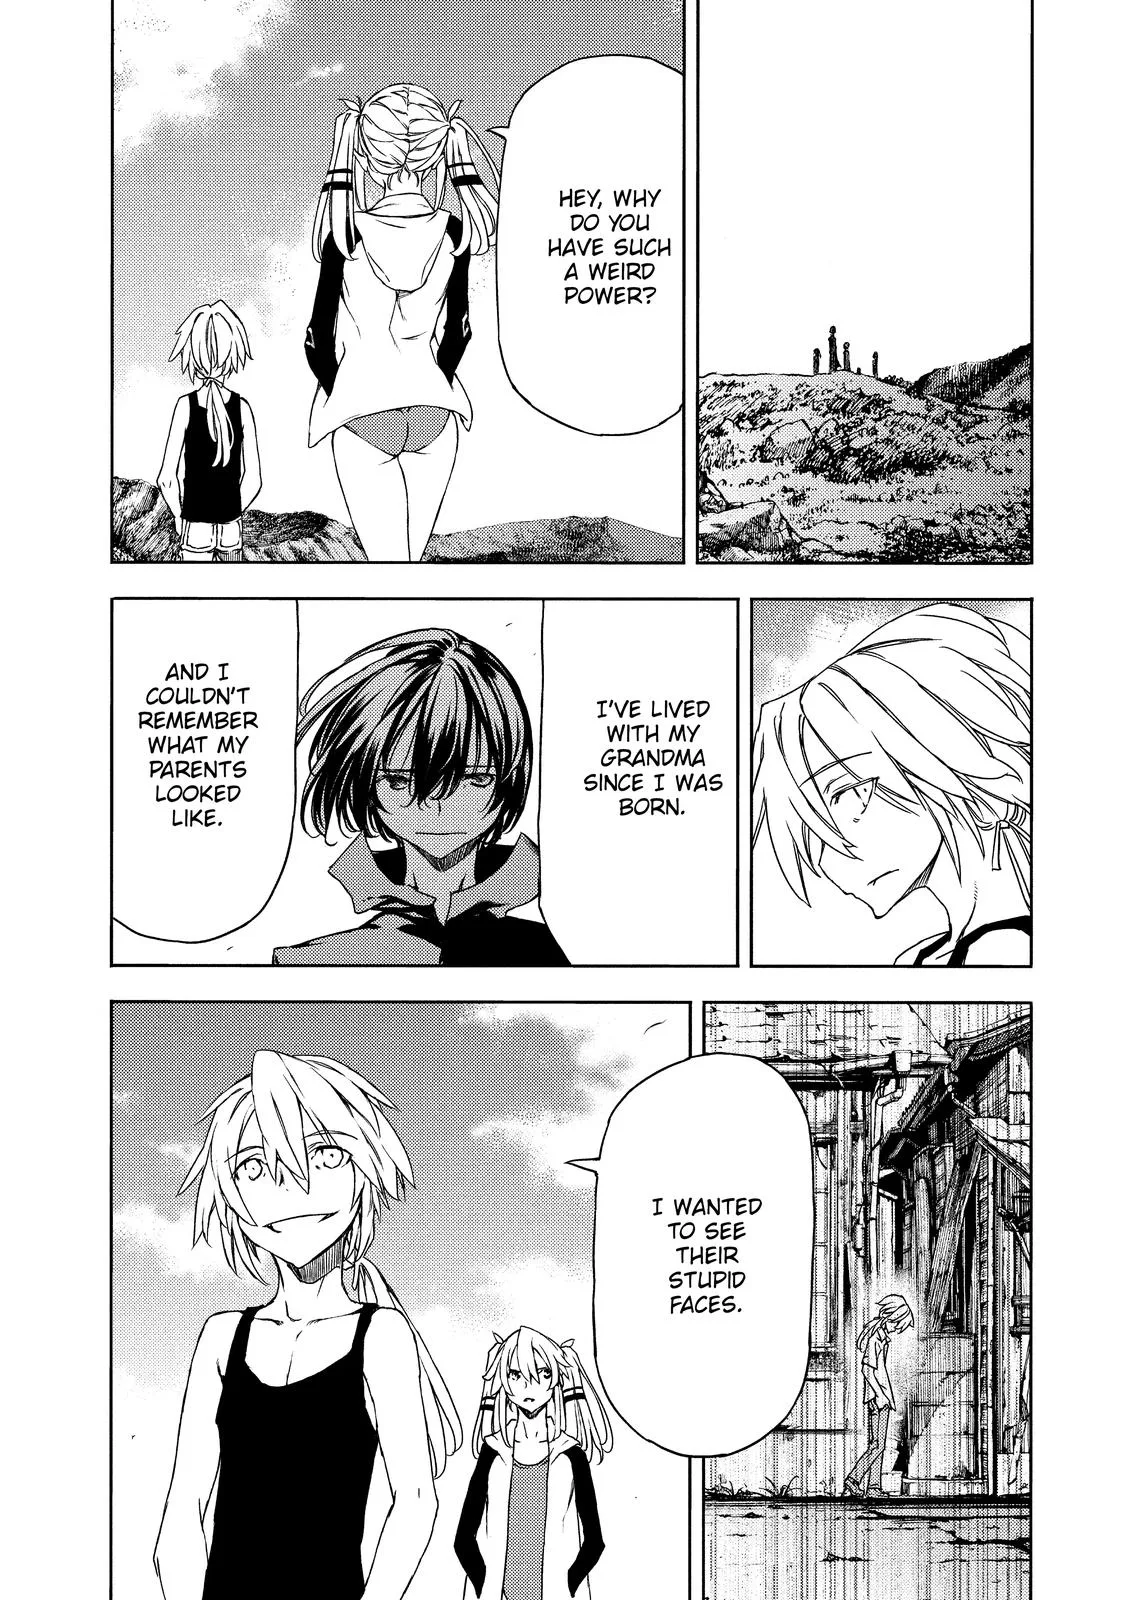 HEY, WHY
DO YOU
HAVE SUCH
A WEIRD
POWER?
I'VE LIVED
WITH MY
GRANDMA
SINCE I WAS
BORN.
AND I
COULDN'T
REMEMBER
WHAT MY
PARENTS
LOOKED
LIKE.
I WANTED
TO SEE
THEIR
STUPID
FACES.